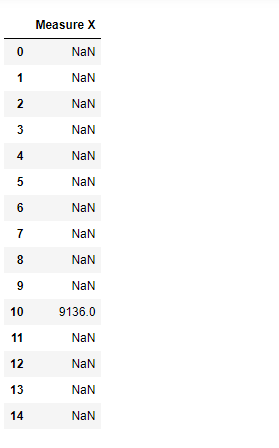 Measure X
0 NaN
1 NaN
2 NaN
3 NaN
4 NaN
5 NaN
6 NaN
7 NaN
8 NaN
9 NaN
10 9136.0
11 NaN
12 NaN
13 NaN
14 NaN